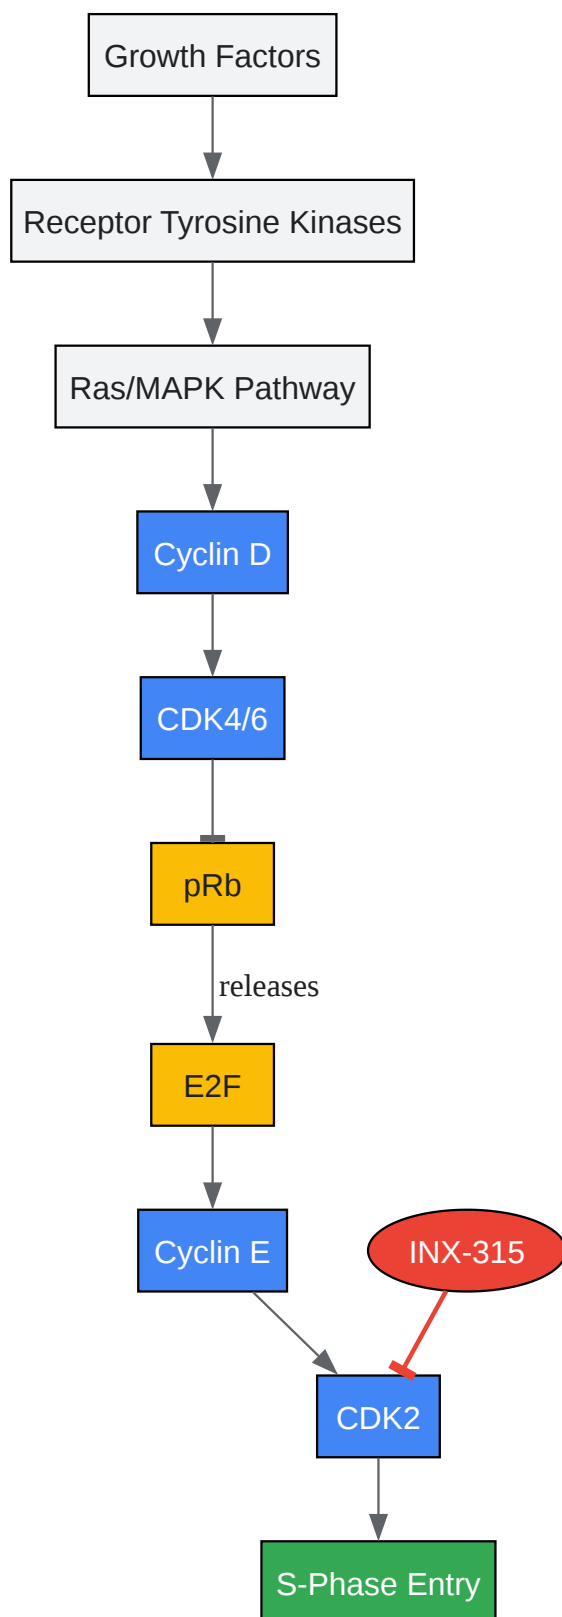 Growth Factors
Receptor Tyrosine Kinases
Ras/MAPK Pathway
Cyclin D
CDK4/6
pRb
releases
E2F
Cyclin E
INX-315
CDK2
S-Phase Entry